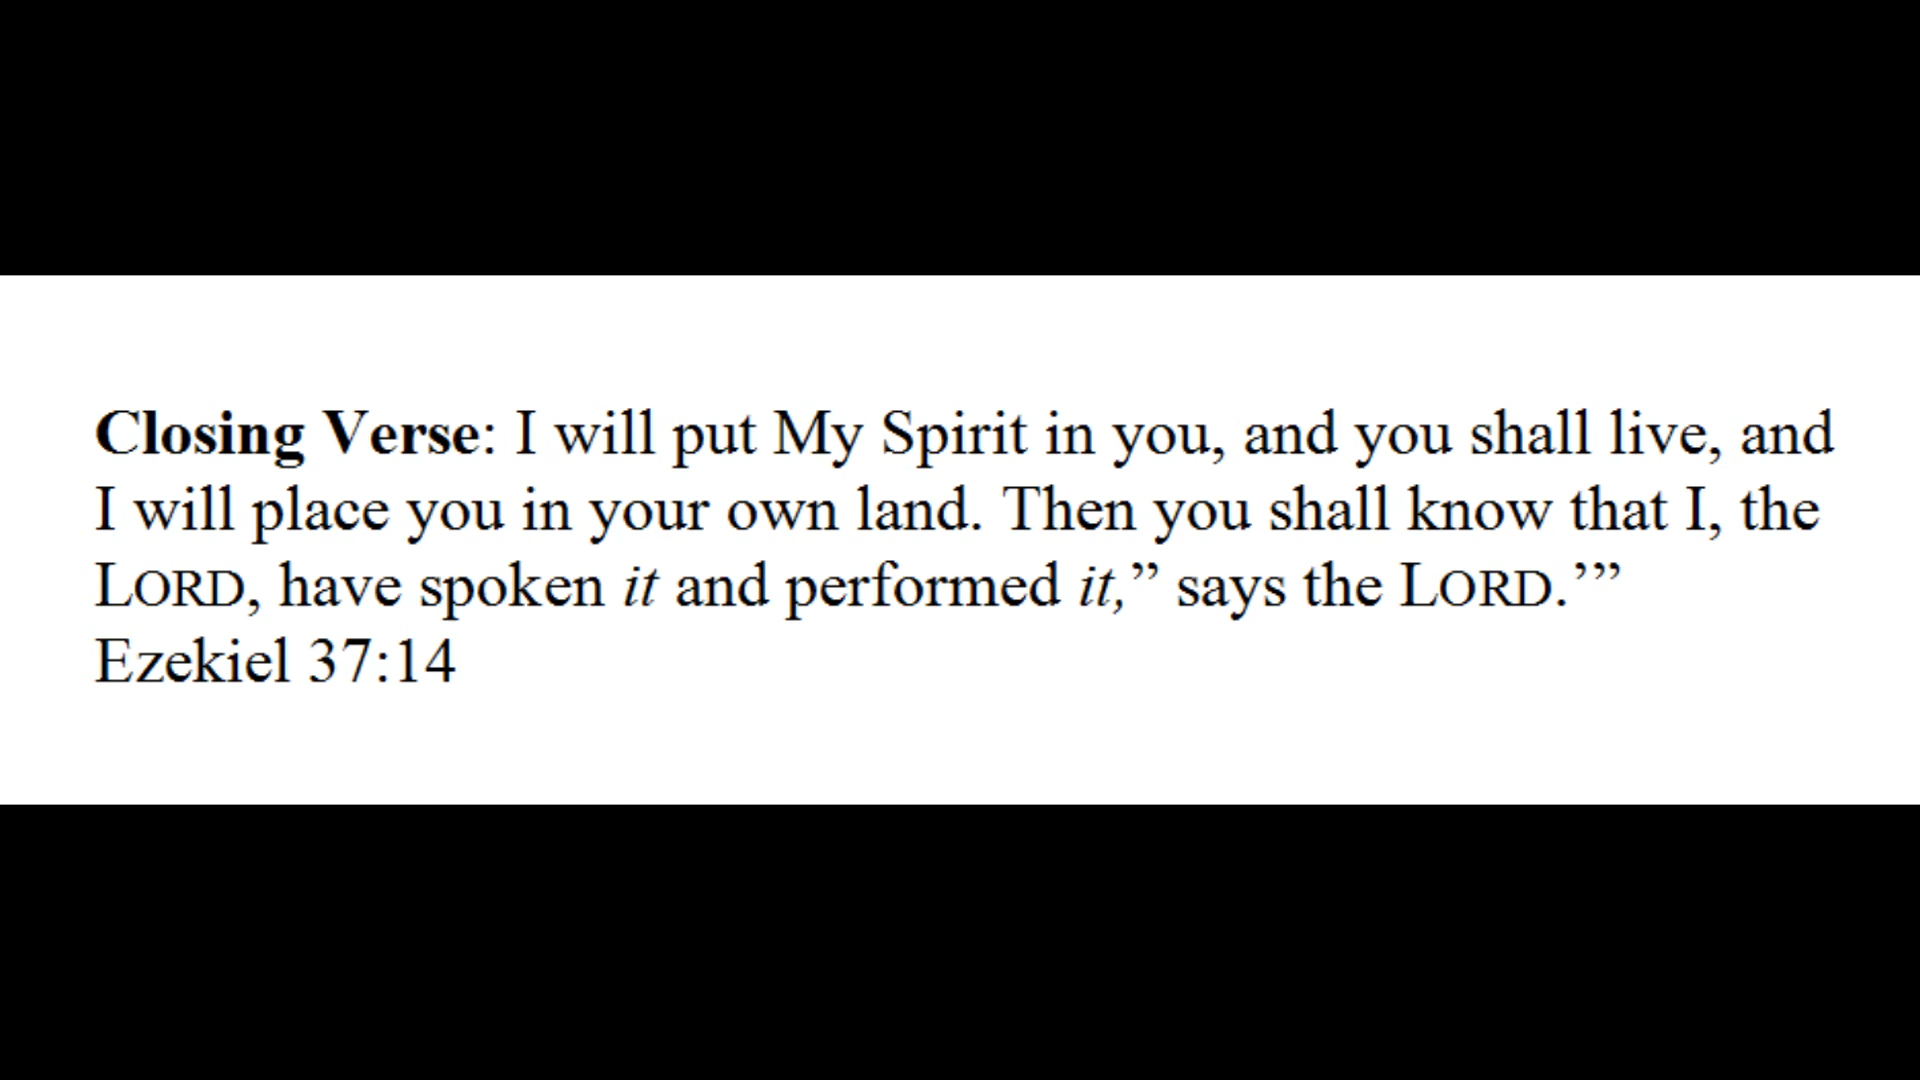 Closing Verse: I will put My Spirit in you, and you shall live, and
I will place you in your own land. Then you shall know that I, the
LORD, have spoken it and performed it,” says the LORD.’”
Ezekiel 37:14